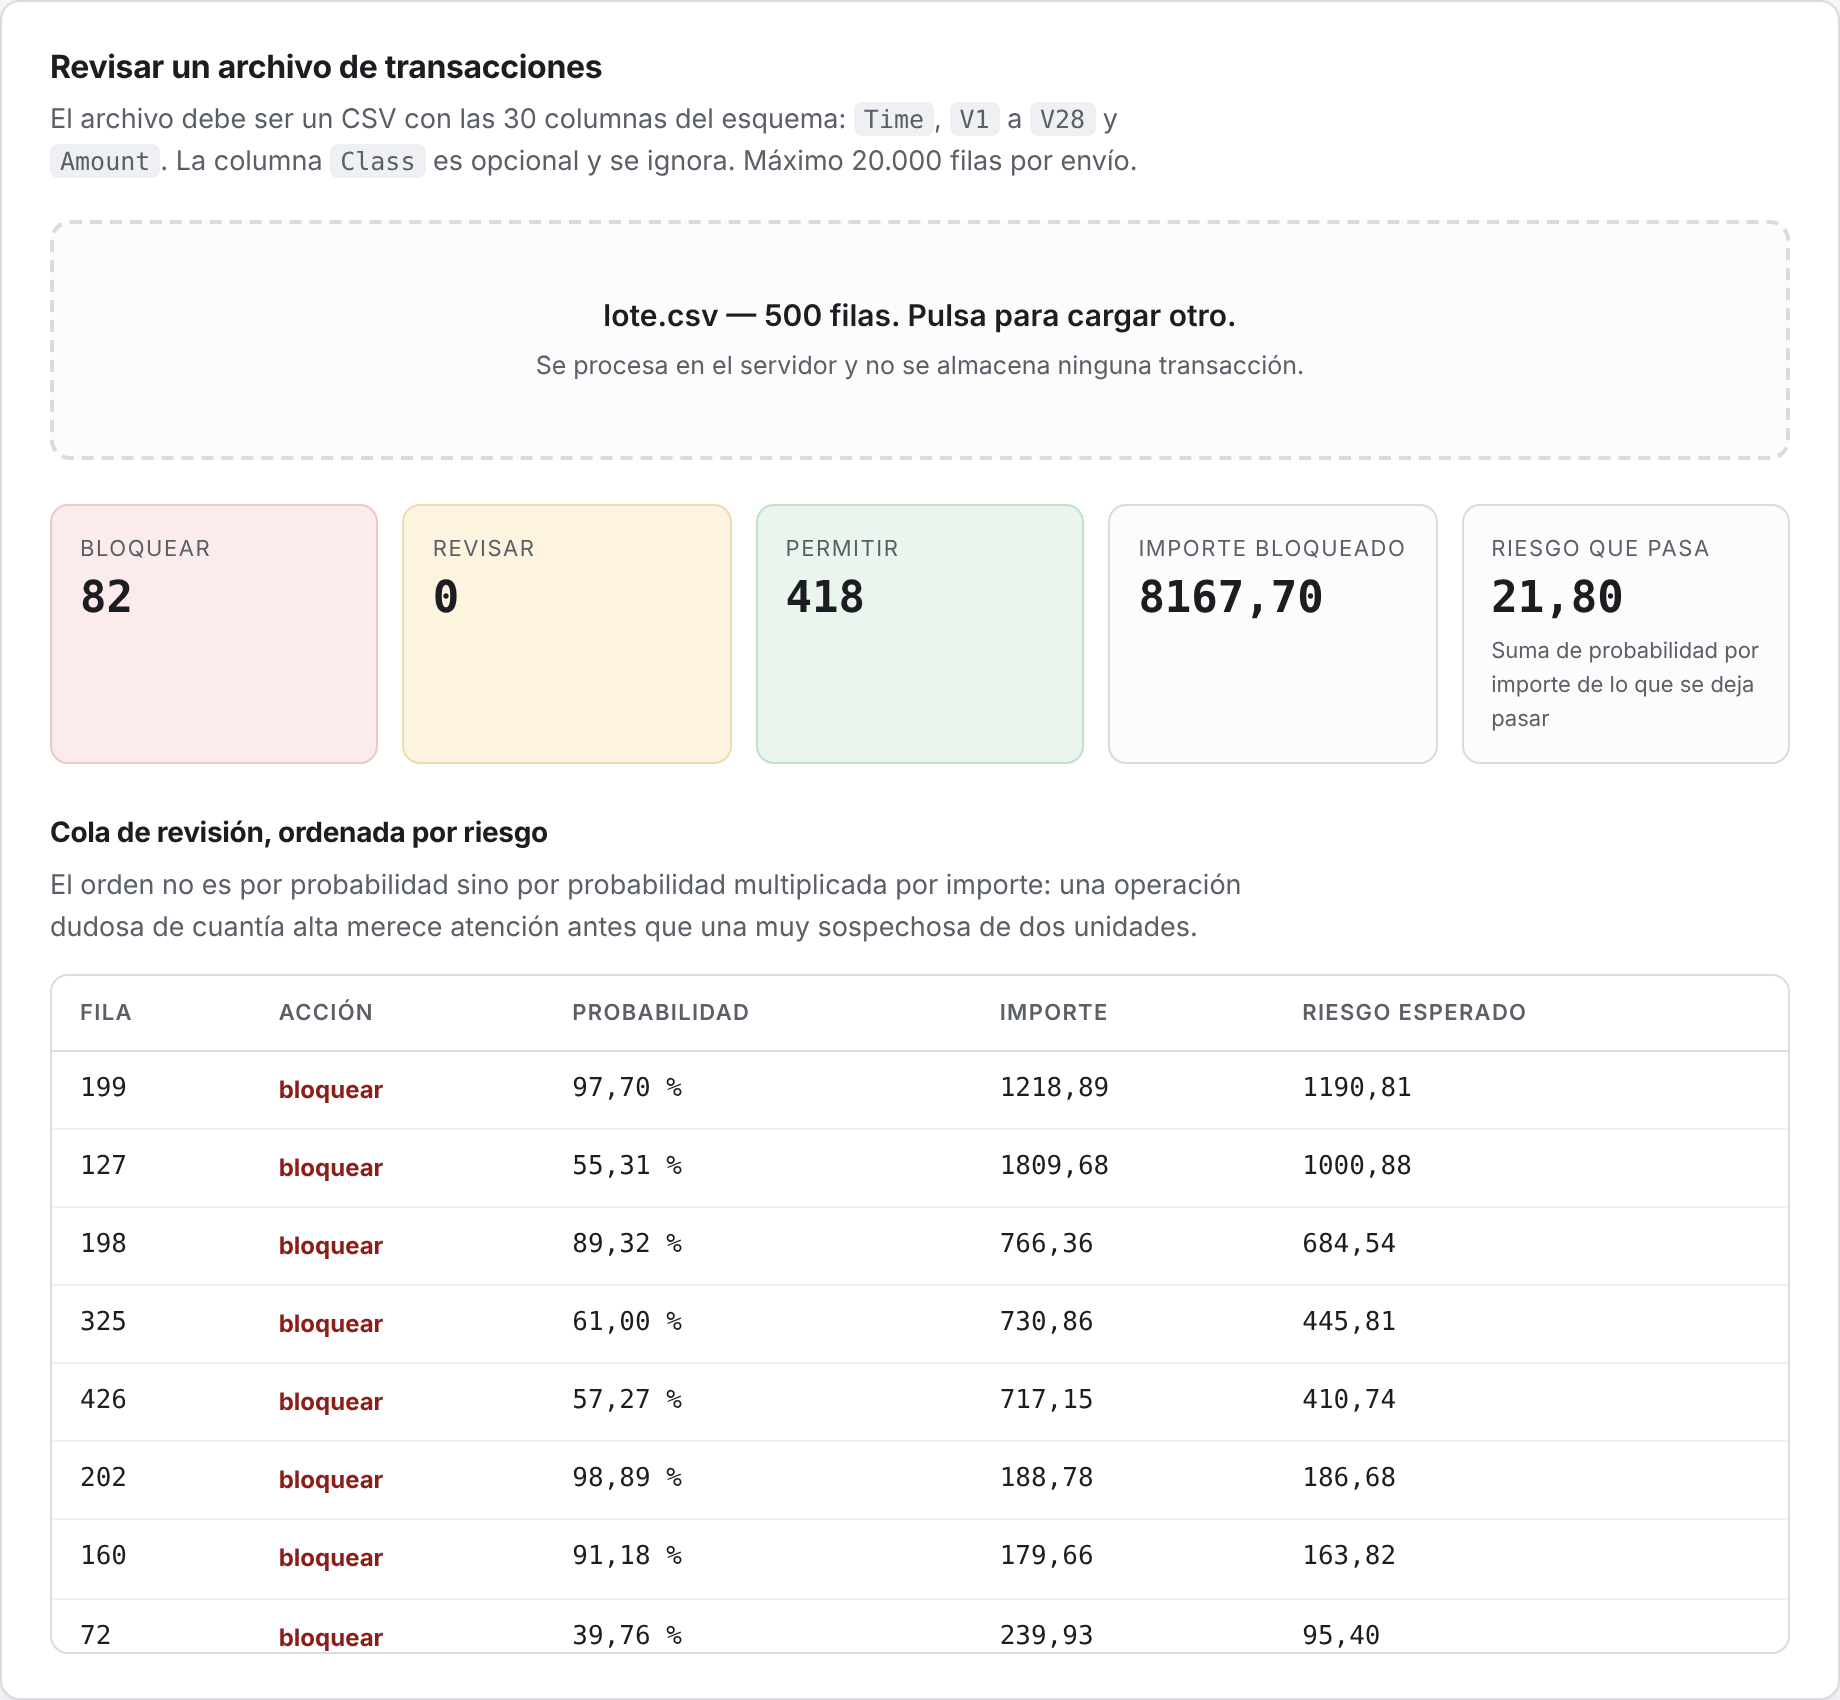 Revisar un archivo de transacciones
El archivo debe ser un CSV con las 30 columnas del esquema: Time, V1 a V28 y
Amount. La columna Class es opcional y se ignora. Máximo 20.000 filas por envío.
lote.csv — 500 filas. Pulsa para cargar otro.
Se procesa en el servidor y no se almacena ninguna transacción.
BLOQUEAR
82
REVISAR
0
PERMITIR
418
IMPORTE BLOQUEADO
8167,70
RIESGO QUE PASA
21,80
Suma de probabilidad por
importe de lo que se deja
pasar
Cola de revisión, ordenada por riesgo
El orden no es por probabilidad sino por probabilidad multiplicada por importe: una operación
dudosa de cuantía alta merece atención antes que una muy sospechosa de dos unidades.
FILA ACCIÓN PROBABILIDAD IMPORTE RIESGO ESPERADO
199 bloquear 97,70 % 1218,89 1190,81
127 bloquear 55,31 % 1809,68 1000,88
198 bloquear 89,32 % 766,36 684,54
325 bloquear 61,00 % 730,86 445,81
426 bloquear 57,27 % 717,15 410,74
202 bloquear 98,89 % 188,78 186,68
160 bloquear 91,18 % 179,66 163,82
72 bloquear 39,76 % 239,93 95,40